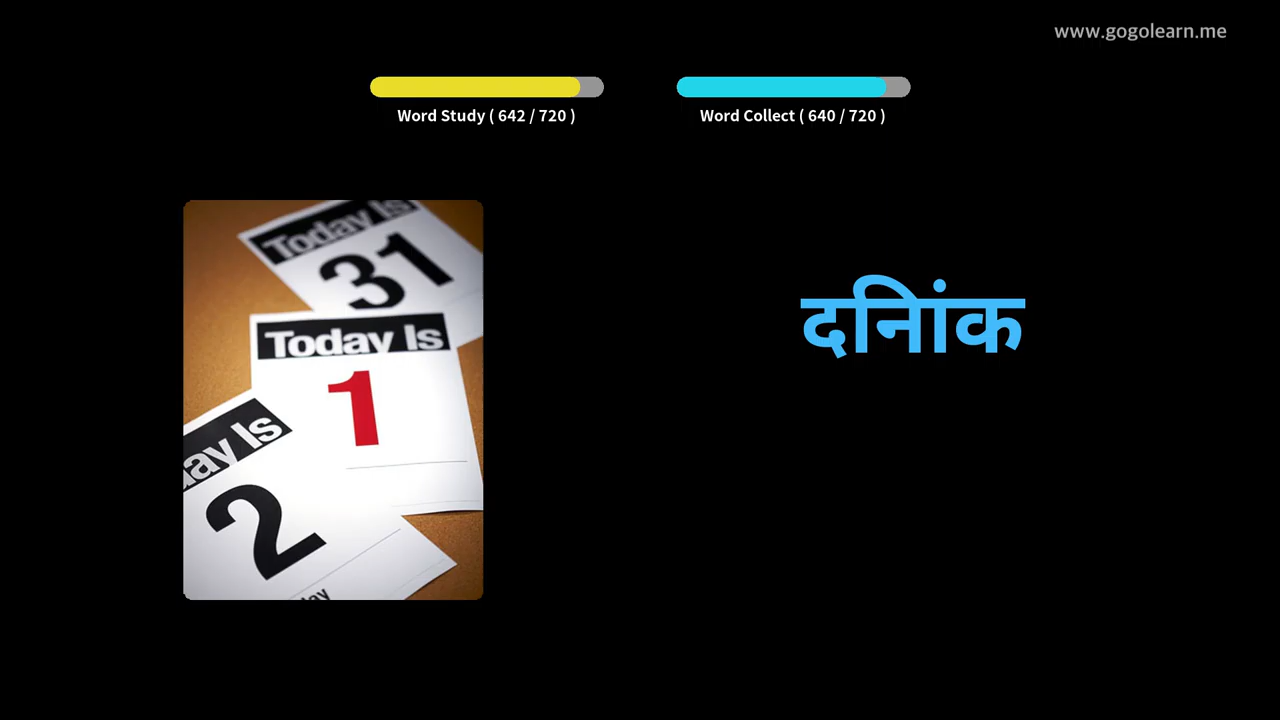 www.gogolearn.me
Word Study ( 642 / 720 )
Word Collect ( 640 / 720 )
Today Is
31
Today Is
1
ay Is
2
दनिांक